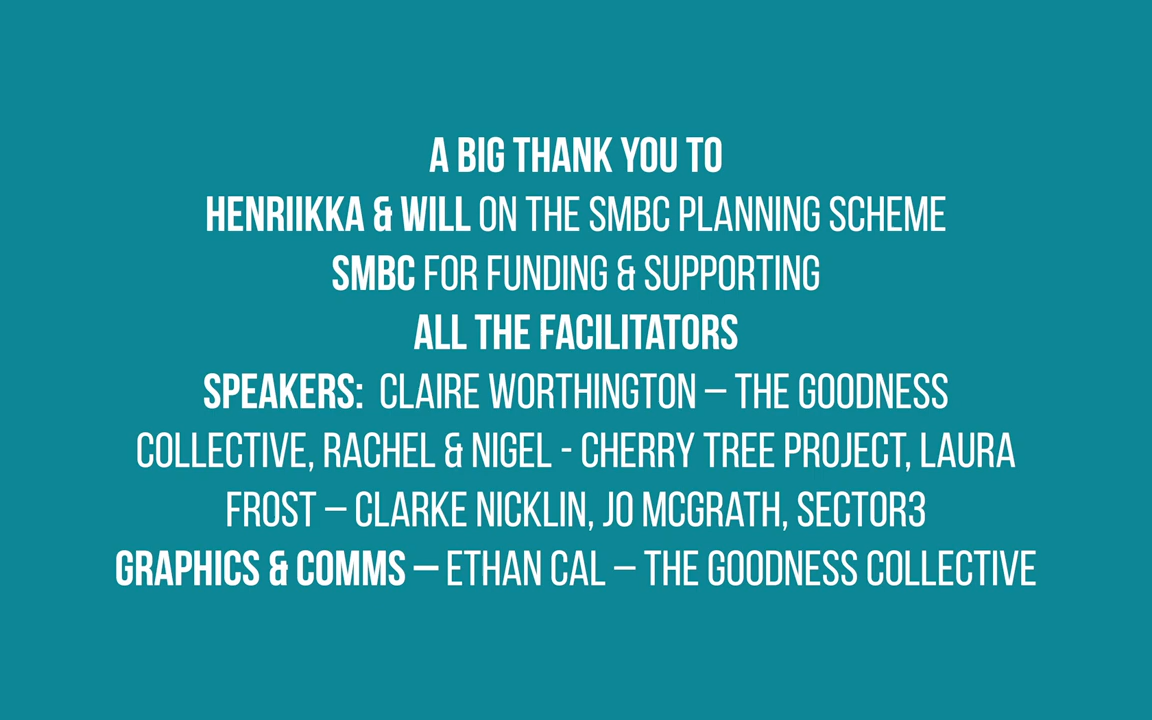 A BIG THANK YOU TO
HENRIIKKA & WILL ON THE SMBC PLANNING SCHEME
SMBC FOR FUNDING & SUPPORTING
ALL THE FACILITATORS
SPEAKERS: CLAIRE WORTHINGTON – THE GOODNESS
COLLECTIVE, RACHEL & NIGEL - CHERRY TREE PROJECT, LAURA
FROST – CLARKE NICKLIN, JO MCGRATH, SECTOR3
GRAPHICS & COMMS – ETHAN CAL – THE GOODNESS COLLECTIVE